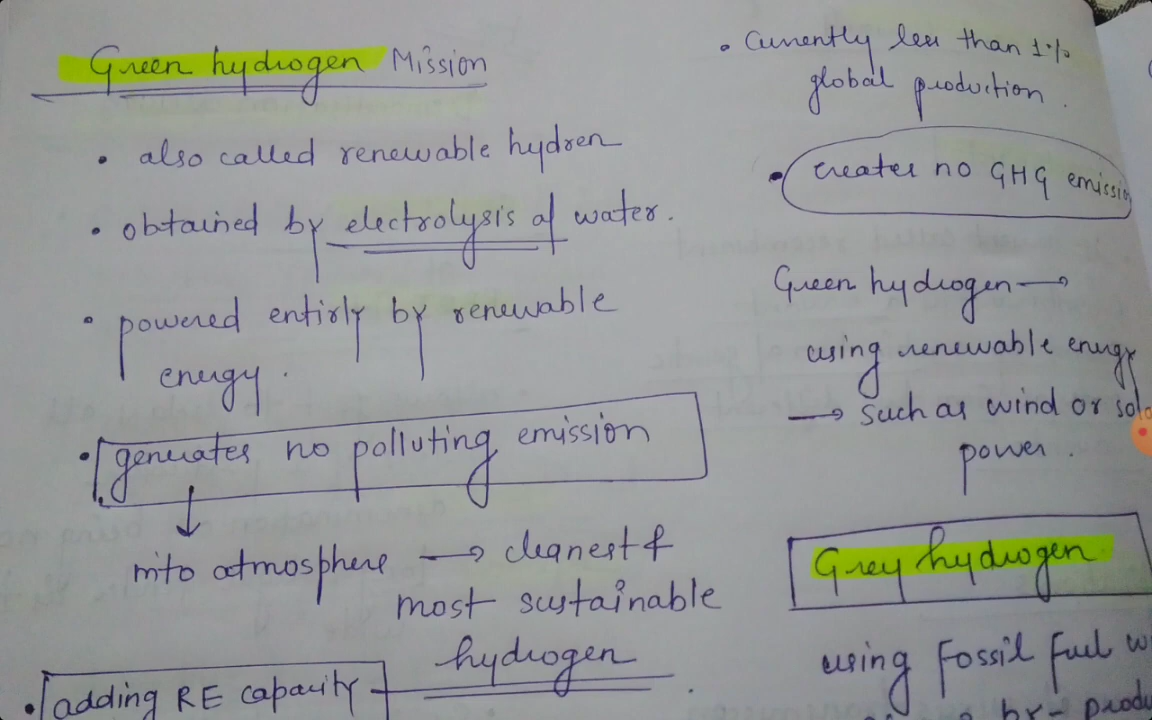 Green hydrogen Mission
• also called renewable hydren
• obtained by electrolysis of water.
• powered entirly by renewable
energy.
• generates no polluting emission
↓
into atmosphere → cleanest &
most sustainable
hydrogen
• adding RE capacity
• Currently less than 1%
global production.
• creates no GHG emission
Green hydrogen →
using renewable energy
→ Such as wind or sola
power.
Grey hydrogen
using Fossil Fuel w
by-produ